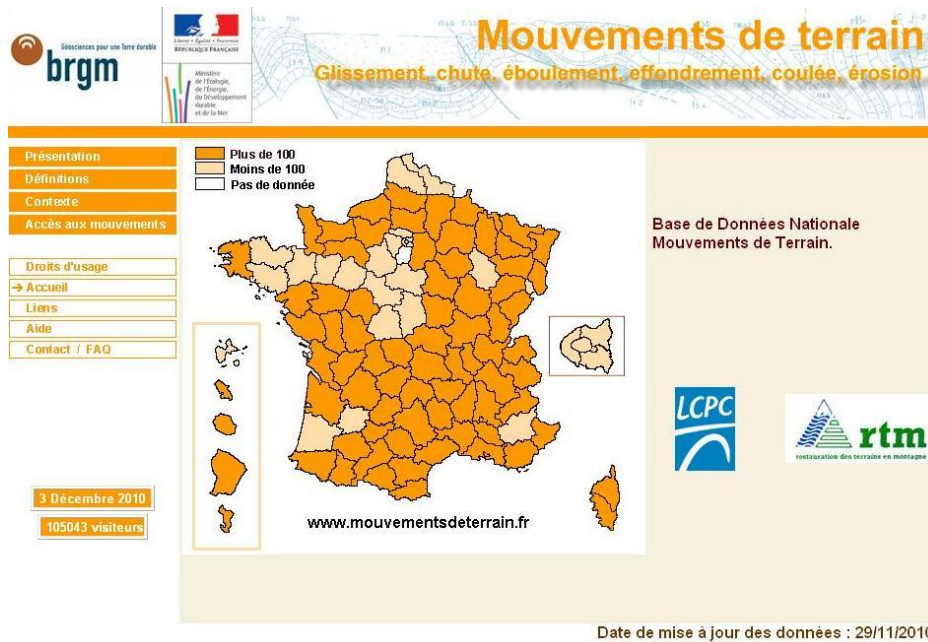 Géosciences pour une Terre durable
brgm
Liberté • Égalité • Fraternité
RÉPUBLIQUE FRANÇAISE
Ministère
de l'Écologie,
de l'Énergie,
du Développement
durable
et de la Mer
Mouvements de terrain
Glissement, chute, éboulement, effondrement, coulée, érosion
Présentation
Définitions
Contexte
Accès aux mouvements
Droits d'usage
→ Accueil
Liens
Aide
Contact / FAQ
3 Décembre 2010
105043 visiteurs
Plus de 100
Moins de 100
Pas de donnée
www.mouvementsdeterrain.fr
Base de Données Nationale
Mouvements de Terrain.
LCPC
rtm
restauration des terrains en montagne
Date de mise à jour des données : 29/11/2010